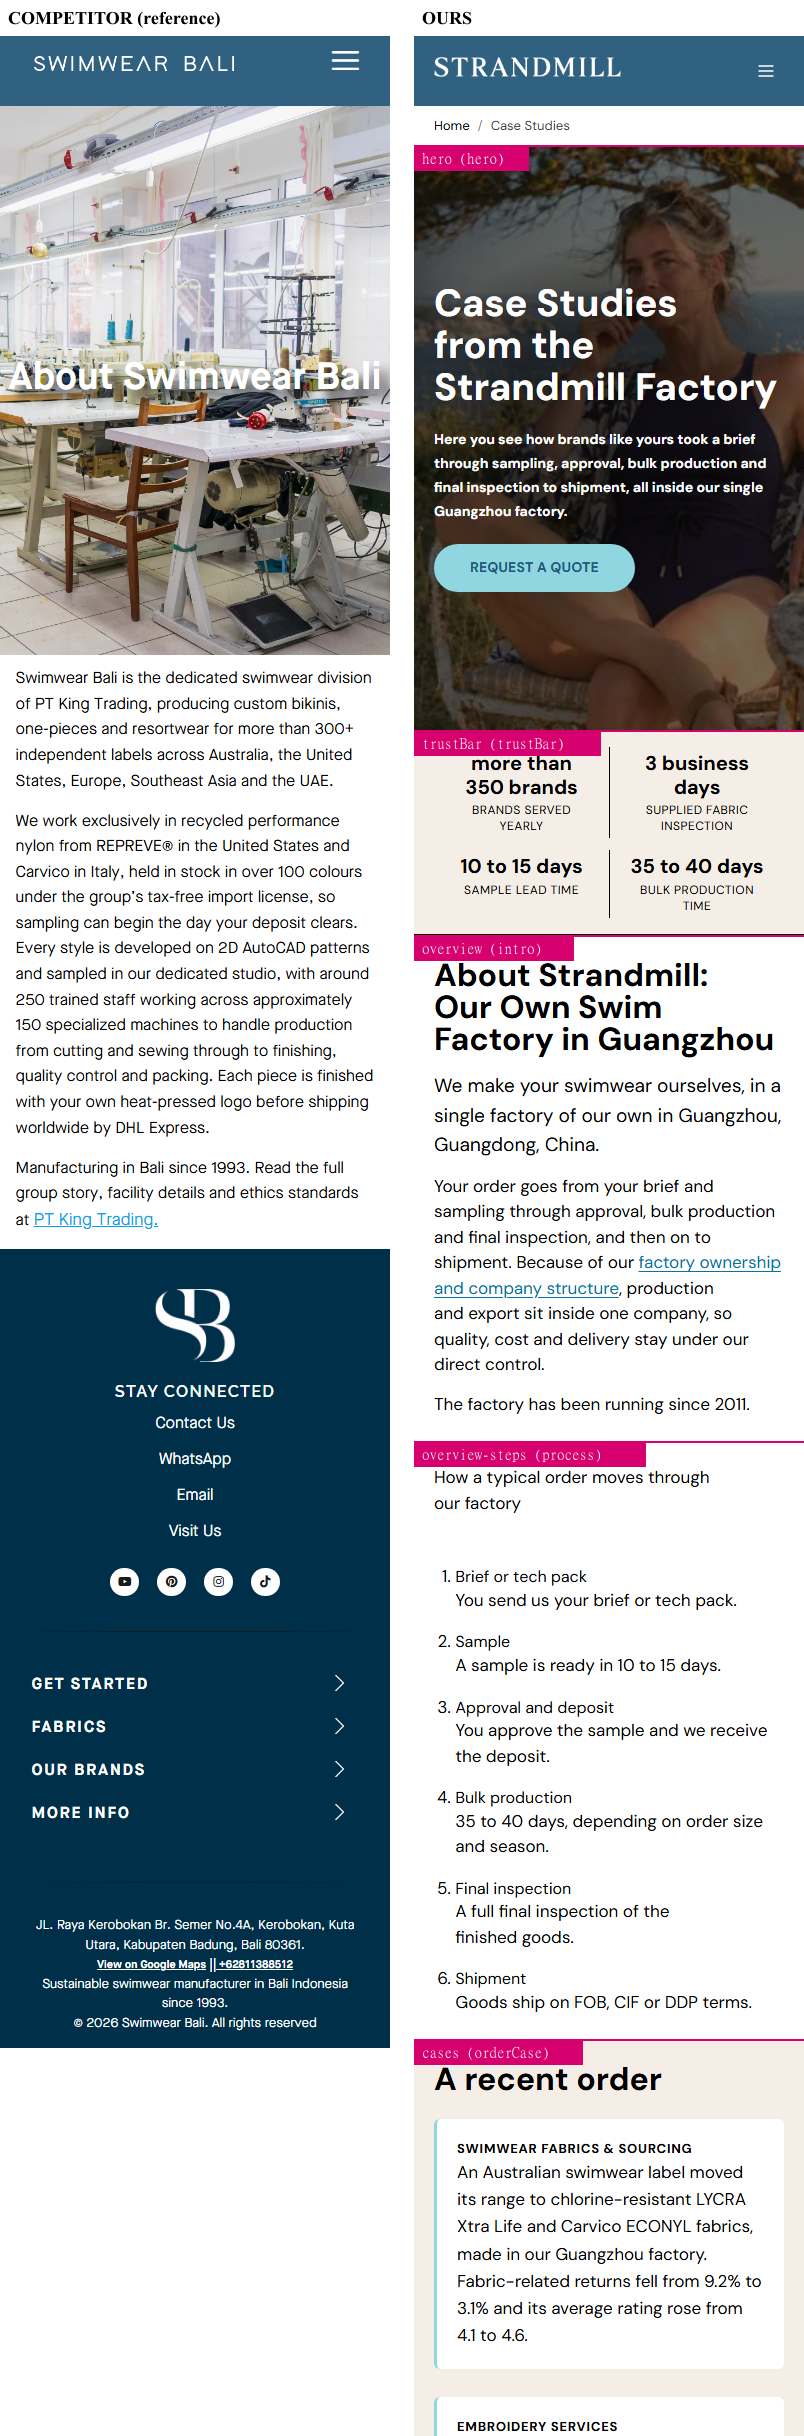 COMPETITOR (reference)
SWIMWEAR BALI
About Swimwear Bali
Swimwear Bali is the dedicated swimwear division
of PT King Trading, producing custom bikinis,
one-pieces and resortwear for more than 300+
independent labels across Australia, the United
States, Europe, Southeast Asia and the UAE.
We work exclusively in recycled performance
nylon from REPREVE® in the United States and
Carvico in Italy, held in stock in over 100 colours
under the group’s tax-free import license, so
sampling can begin the day your deposit clears.
Every style is developed on 2D AutoCAD patterns
and sampled in our dedicated studio, with around
250 trained staff working across approximately
150 specialized machines to handle production
from cutting and sewing through to finishing,
quality control and packing. Each piece is finished
with your own heat-pressed logo before shipping
worldwide by DHL Express.
Manufacturing in Bali since 1993. Read the full
group story, facility details and ethics standards
at PT King Trading.
SB
STAY CONNECTED
Contact Us
WhatsApp
Email
Visit Us
GET STARTED
FABRICS
OUR BRANDS
MORE INFO
JL. Raya Kerobokan Br. Semer No.4A, Kerobokan, Kuta
Utara, Kabupaten Badung, Bali 80361.
View on Google Maps || +62811388512
Sustainable swimwear manufacturer in Bali Indonesia
since 1993.
© 2026 Swimwear Bali. All rights reserved
OURS
STRANDMILL
Home / Case Studies
hero (hero)
Case Studies
from the
Strandmill Factory
Here you see how brands like yours took a brief
through sampling, approval, bulk production and
final inspection to shipment, all inside our single
Guangzhou factory.
REQUEST A QUOTE
trustBar (trustBar)
more than
350 brands
BRANDS SERVED
YEARLY
3 business
days
SUPPLIED FABRIC
INSPECTION
10 to 15 days
SAMPLE LEAD TIME
35 to 40 days
BULK PRODUCTION
TIME
overview (intro)
About Strandmill:
Our Own Swim
Factory in Guangzhou
We make your swimwear ourselves, in a
single factory of our own in Guangzhou,
Guangdong, China.
Your order goes from your brief and
sampling through approval, bulk production
and final inspection, and then on to
shipment. Because of our factory ownership
and company structure, production
and export sit inside one company, so
quality, cost and delivery stay under our
direct control.
The factory has been running since 2011.
overview-steps (process)
How a typical order moves through
our factory
1. Brief or tech pack
You send us your brief or tech pack.
2. Sample
A sample is ready in 10 to 15 days.
3. Approval and deposit
You approve the sample and we receive
the deposit.
4. Bulk production
35 to 40 days, depending on order size
and season.
5. Final inspection
A full final inspection of the
finished goods.
6. Shipment
Goods ship on FOB, CIF or DDP terms.
cases (orderCase)
A recent order
SWIMWEAR FABRICS & SOURCING
An Australian swimwear label moved
its range to chlorine-resistant LYCRA
Xtra Life and Carvico ECONYL fabrics,
made in our Guangzhou factory.
Fabric-related returns fell from 9.2% to
3.1% and its average rating rose from
4.1 to 4.6.
EMBROIDERY SERVICES